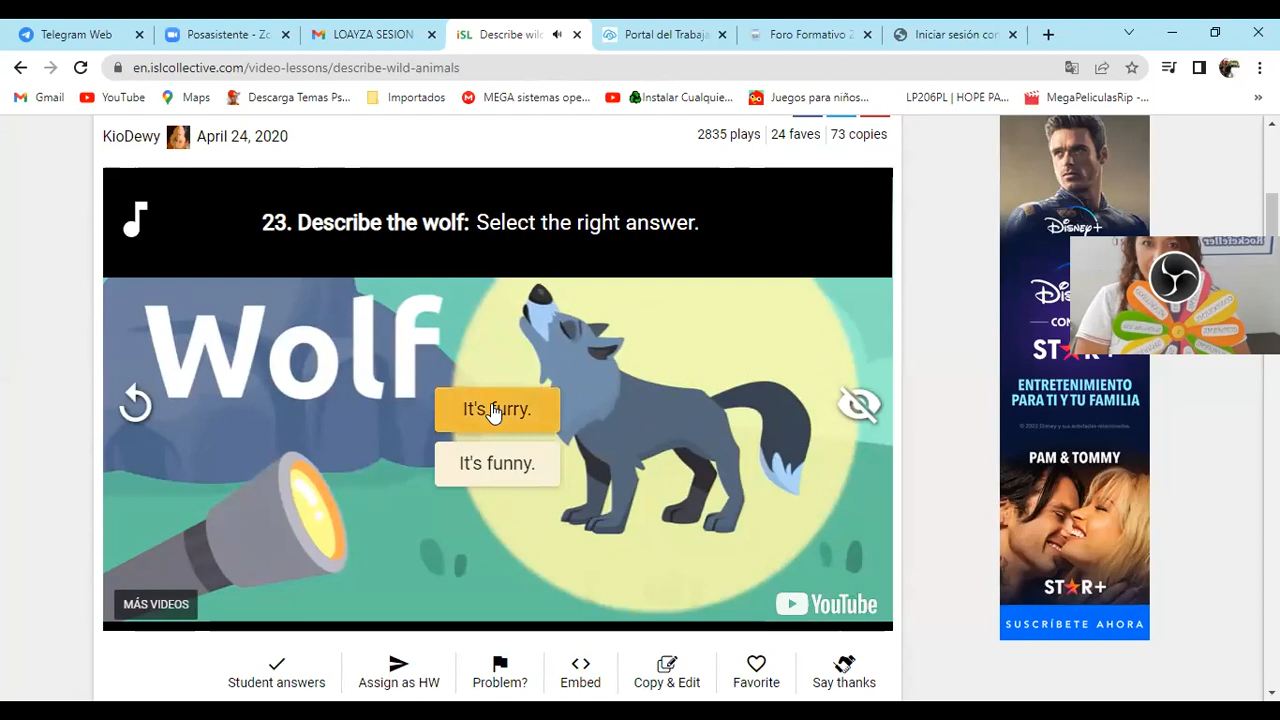 Telegram Web
Posasistente - Zo
LOAYZA SESION
iSL Describe wil
Portal del Trabaja
Foro Formativo 2
Iniciar sesión con
en.islcollective.com/video-lessons/describe-wild-animals
Gmail
YouTube
Maps
Descarga Temas Ps...
Importados
MEGA sistemas ope...
Instalar Cualquie...
Juegos para niños...
LP206PL | HOPE PA...
MegaPeliculasRip -...
KioDewy
April 24, 2020
2835 plays
24 faves
73 copies
23. Describe the wolf: Select the right answer.
Wolf
It's furry.
It's funny.
MÁS VIDEOS
YouTube
Student answers
Assign as HW
Problem?
Embed
Copy & Edit
Favorite
Say thanks
Disney+
Rockefeller
ENTRETENIMIENTO
PARA TI Y TU FAMILIA
PAM & TOMMY
STAR+
SUSCRÍBETE AHORA